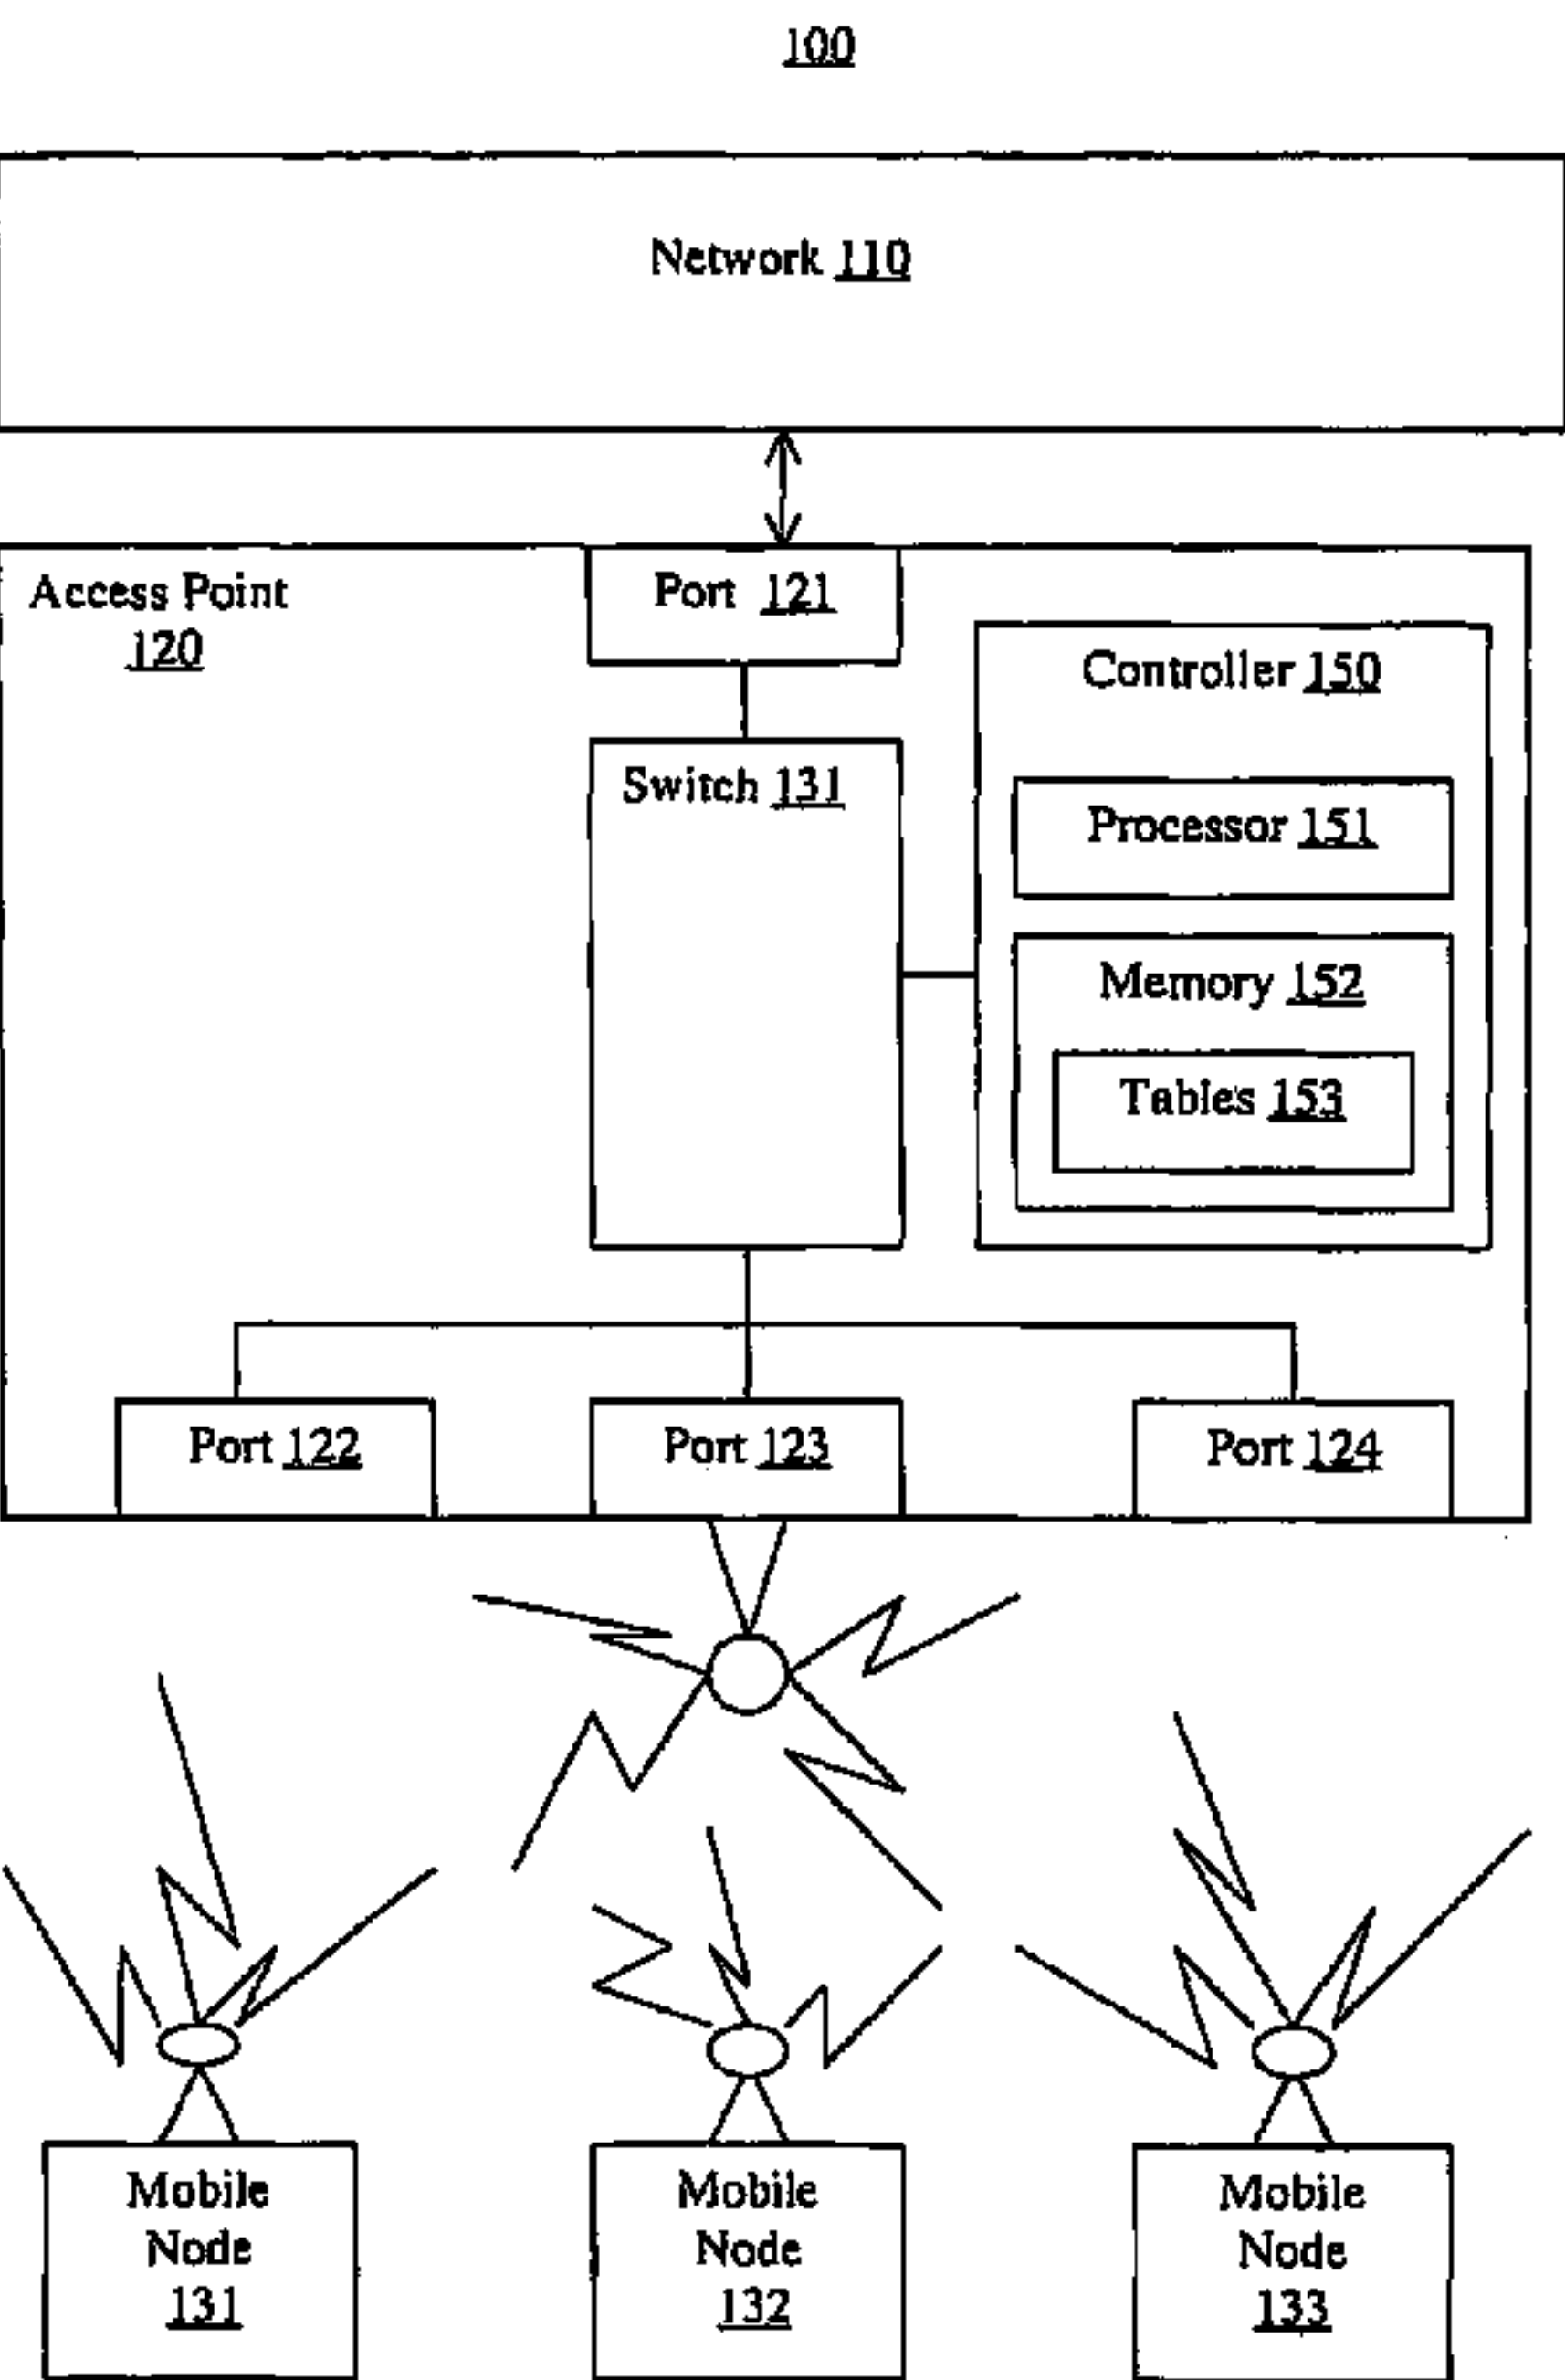 100
Network 110
Access Point
120
Port 121
Controller 150
Switch 131
Processor 151
Memory 152
Tables 153
Port 122
Port 123
Port 124
Mobile
Node
131
Mobile
Node
132
Mobile
Node
133